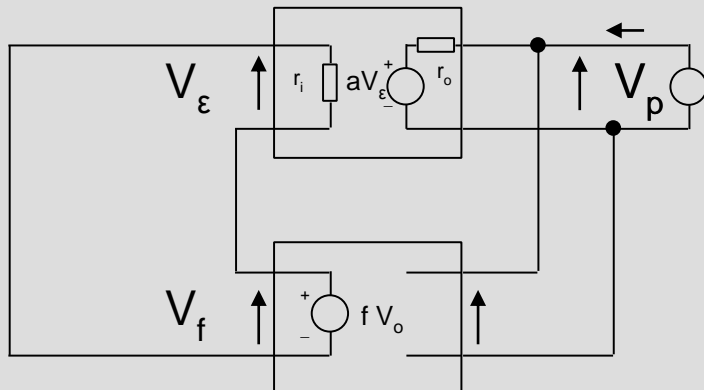 V_ε
r_i
aV_ε
+
–
r_o
V_p
V_f
+
–
f V_o